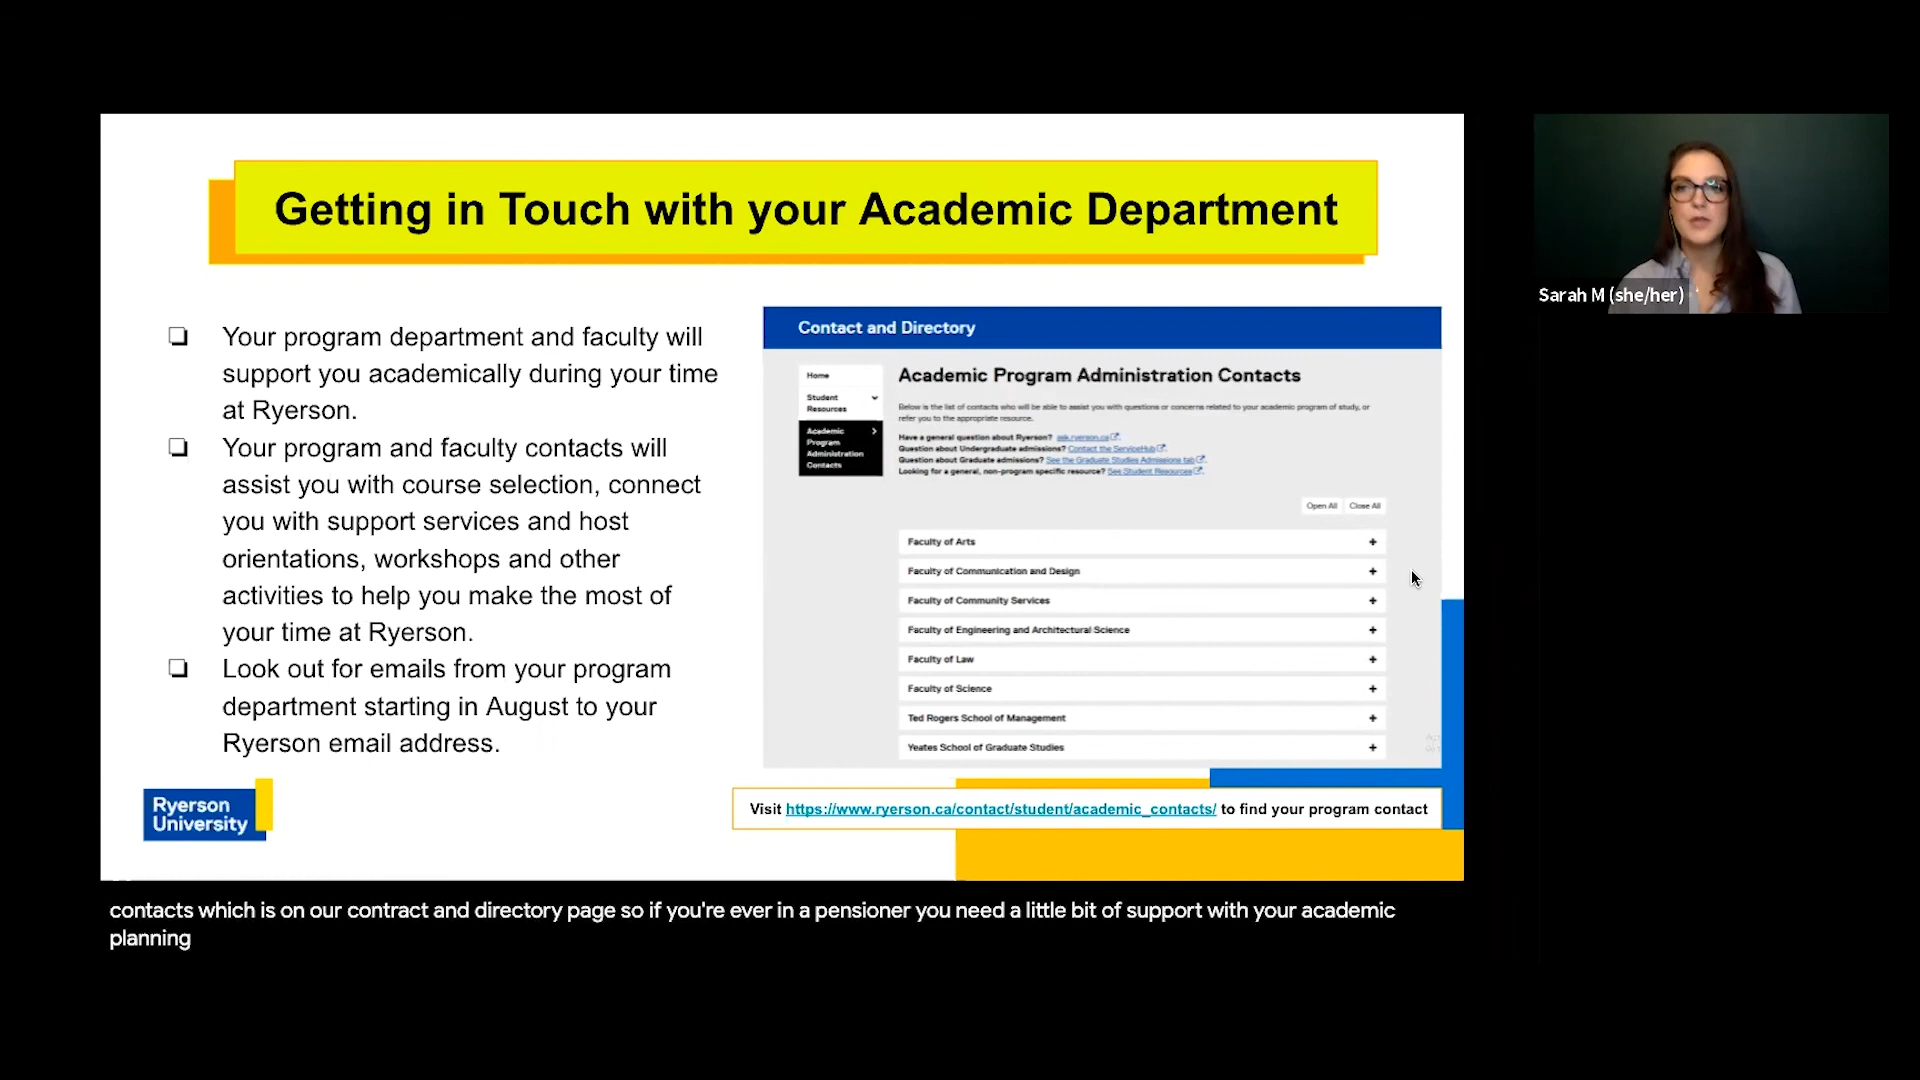 Getting in Touch with your Academic Department
Sarah M (she/her)
❏ Your program department and faculty will
support you academically during your time
at Ryerson.
❏ Your program and faculty contacts will
assist you with course selection, connect
you with support services and host
orientations, workshops and other
activities to help you make the most of
your time at Ryerson.
❏ Look out for emails from your program
department starting in August to your
Ryerson email address.
Contact and Directory
Home
Student
Resources
Academic
Program
Administration
Contacts
Academic Program Administration Contacts
Below is the list of contacts who will be able to assist you with questions or concerns related to your academic program of study, or
refer you to the appropriate resource.
Have a general question about Ryerson? ask.ryerson.ca.
Question about Undergraduate admissions? Contact the ServiceHub.
Question about Graduate admissions? See the Graduate Studies Admissions tab.
Looking for a general, non-program specific resource? See Student Resources.
Open All Close All
Faculty of Arts +
Faculty of Communication and Design +
Faculty of Community Services +
Faculty of Engineering and Architectural Science +
Faculty of Law +
Faculty of Science +
Ted Rogers School of Management +
Yeates School of Graduate Studies +
Ryerson
University
Visit https://www.ryerson.ca/contact/student/academic_contacts/ to find your program contact
contacts which is on our contract and directory page so if you're ever in a pensioner you need a little bit of support with your academic
planning